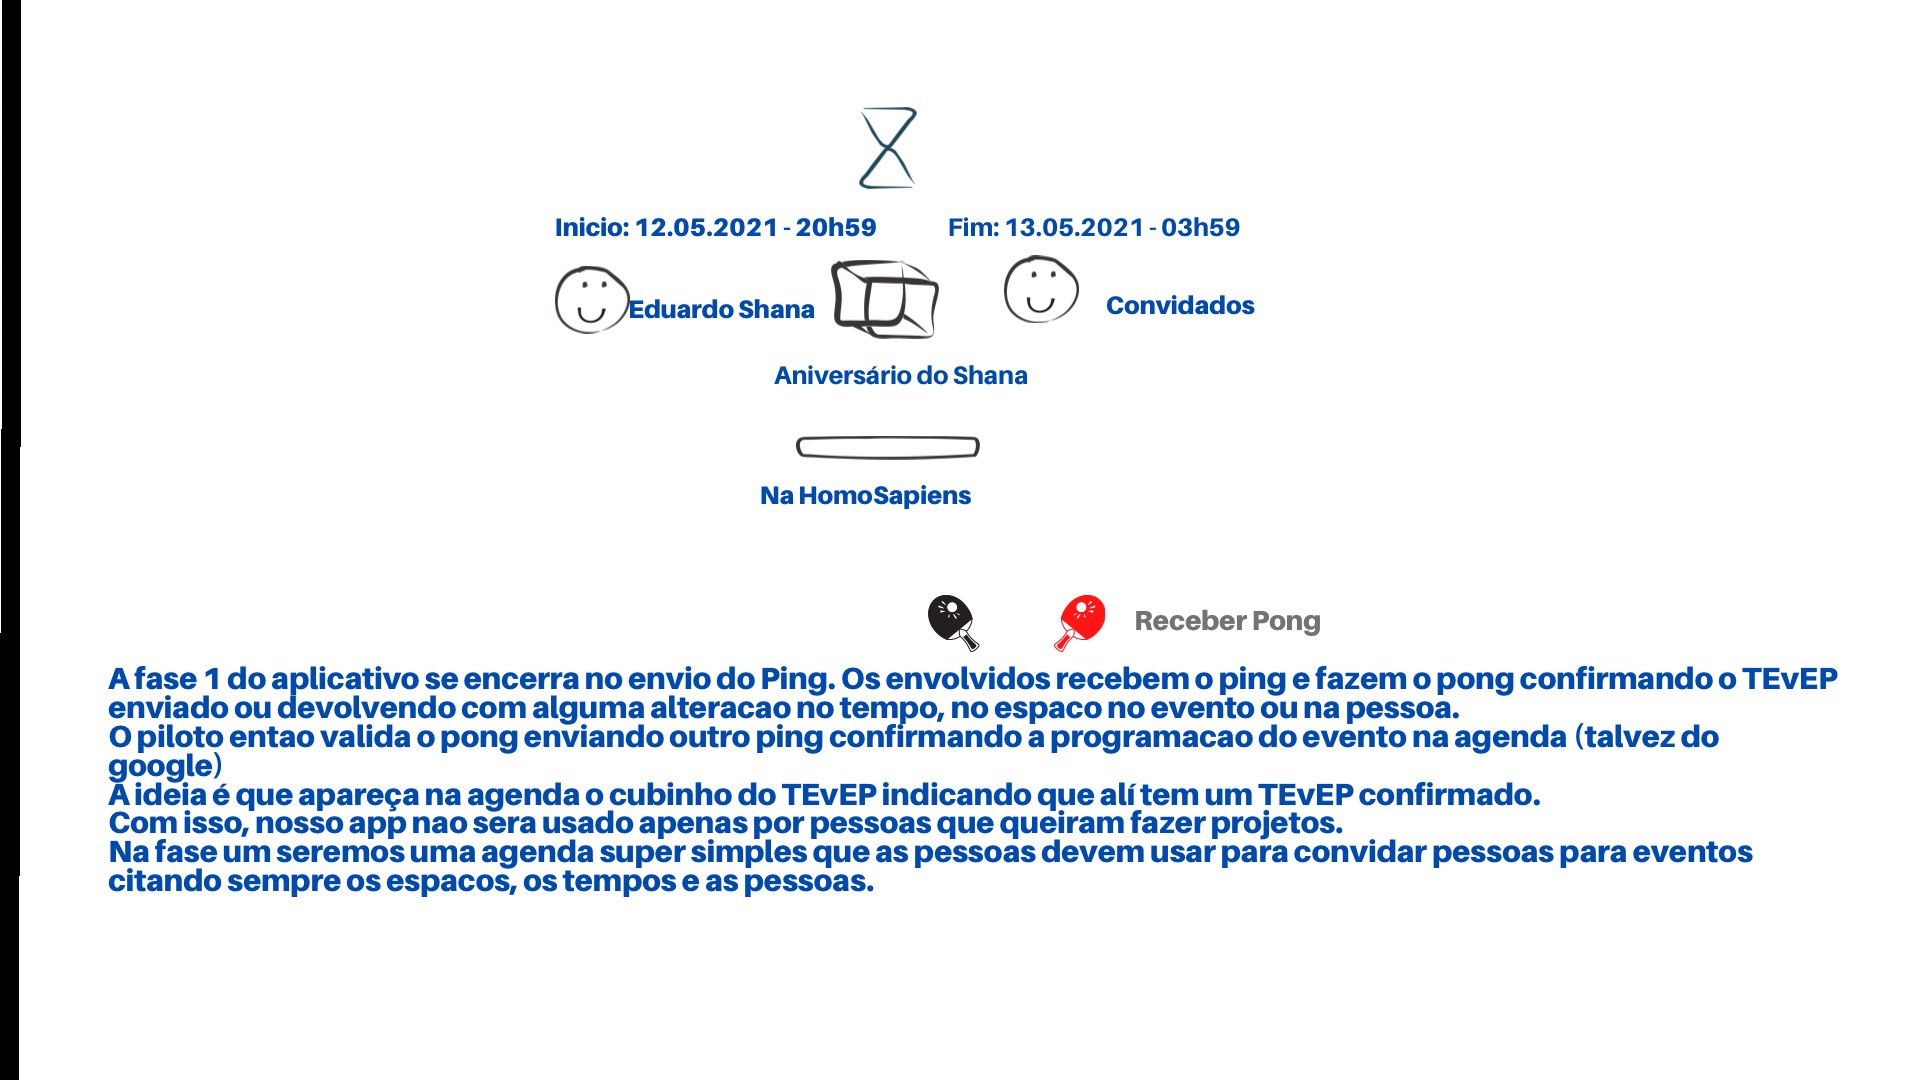 Inicio: 12.05.2021 - 20h59
Fim: 13.05.2021 - 03h59
Eduardo Shana
Convidados
Aniversário do Shana
Na HomoSapiens
Receber Pong
A fase 1 do aplicativo se encerra no envio do Ping. Os envolvidos recebem o ping e fazem o pong confirmando o TEvEP
enviado ou devolvendo com alguma alteracao no tempo, no espaco no evento ou na pessoa.
O piloto entao valida o pong enviando outro ping confirmando a programacao do evento na agenda (talvez do
google)
A ideia é que apareça na agenda o cubinho do TEvEP indicando que alí tem um TEvEP confirmado.
Com isso, nosso app nao sera usado apenas por pessoas que queiram fazer projetos.
Na fase um seremos uma agenda super simples que as pessoas devem usar para convidar pessoas para eventos
citando sempre os espacos, os tempos e as pessoas.